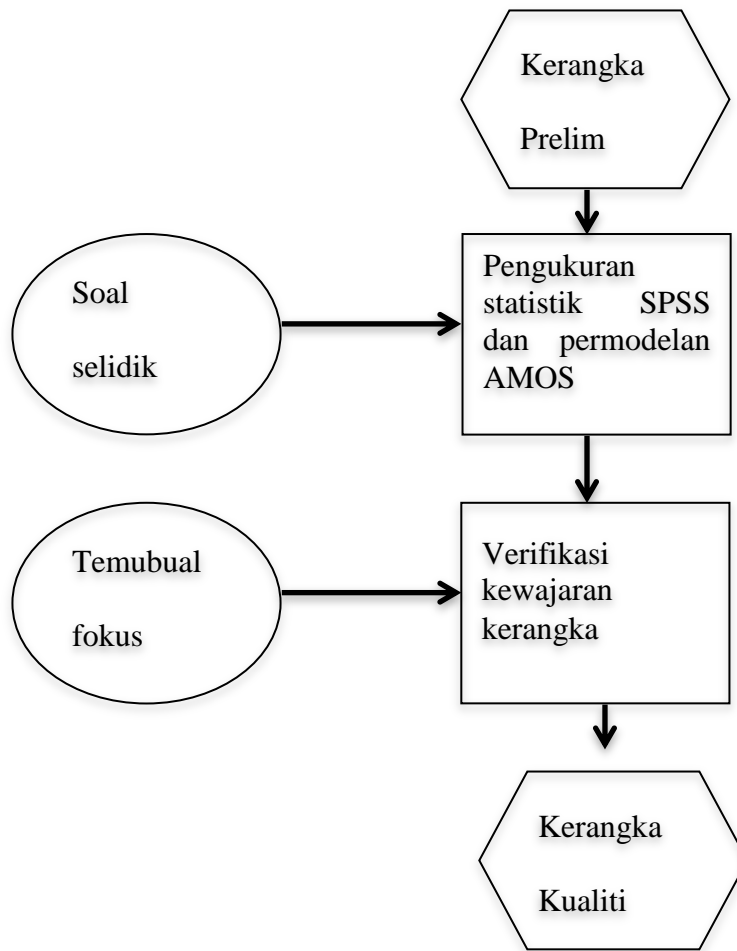 Kerangka
Prelim
Soal
selidik
Pengukuran
statistik SPSS
dan permodelan
AMOS
Temubual
fokus
Verifikasi
kewajaran
kerangka
Kerangka
Kualiti